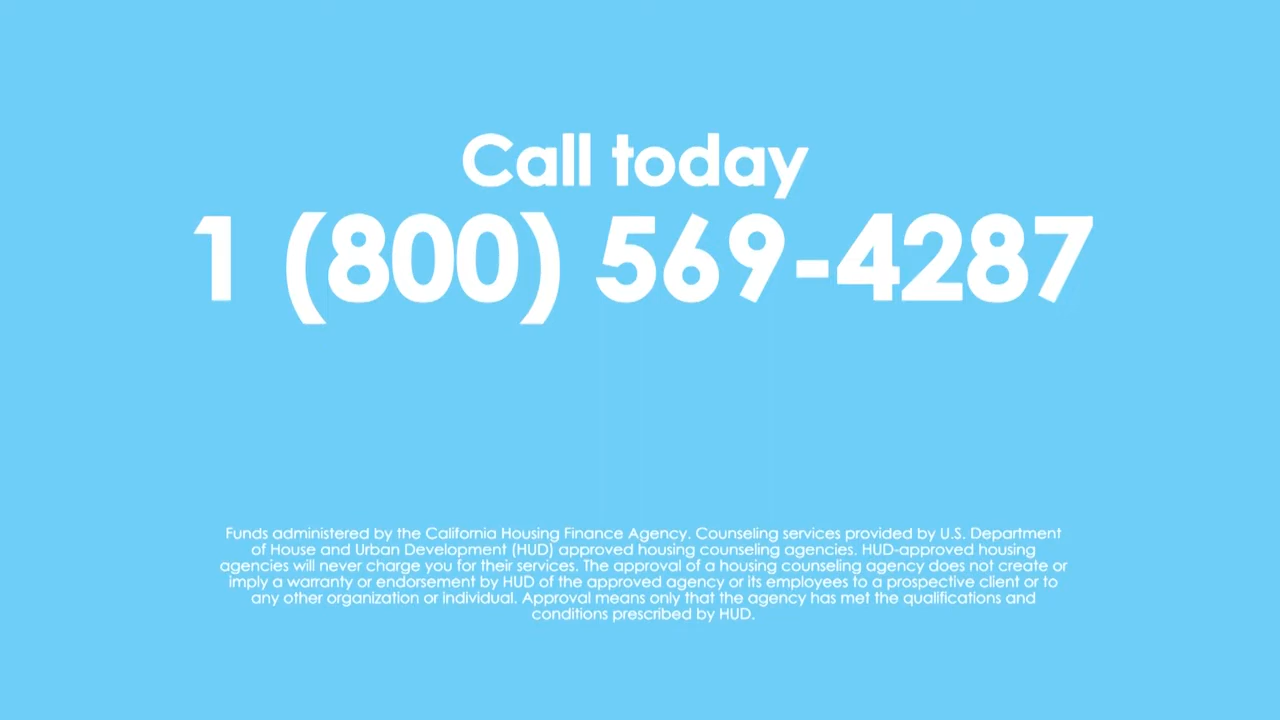 Call today
1 (800) 569-4287
Funds administered by the California Housing Finance Agency. Counseling services provided by U.S. Department
of House and Urban Development (HUD) approved housing counseling agencies. HUD-approved housing
agencies will never charge you for their services. The approval of a housing counseling agency does not create or
imply a warranty or endorsement by HUD of the approved agency or its employees to a prospective client or to
any other organization or individual. Approval means only that the agency has met the qualifications and
conditions prescribed by HUD.